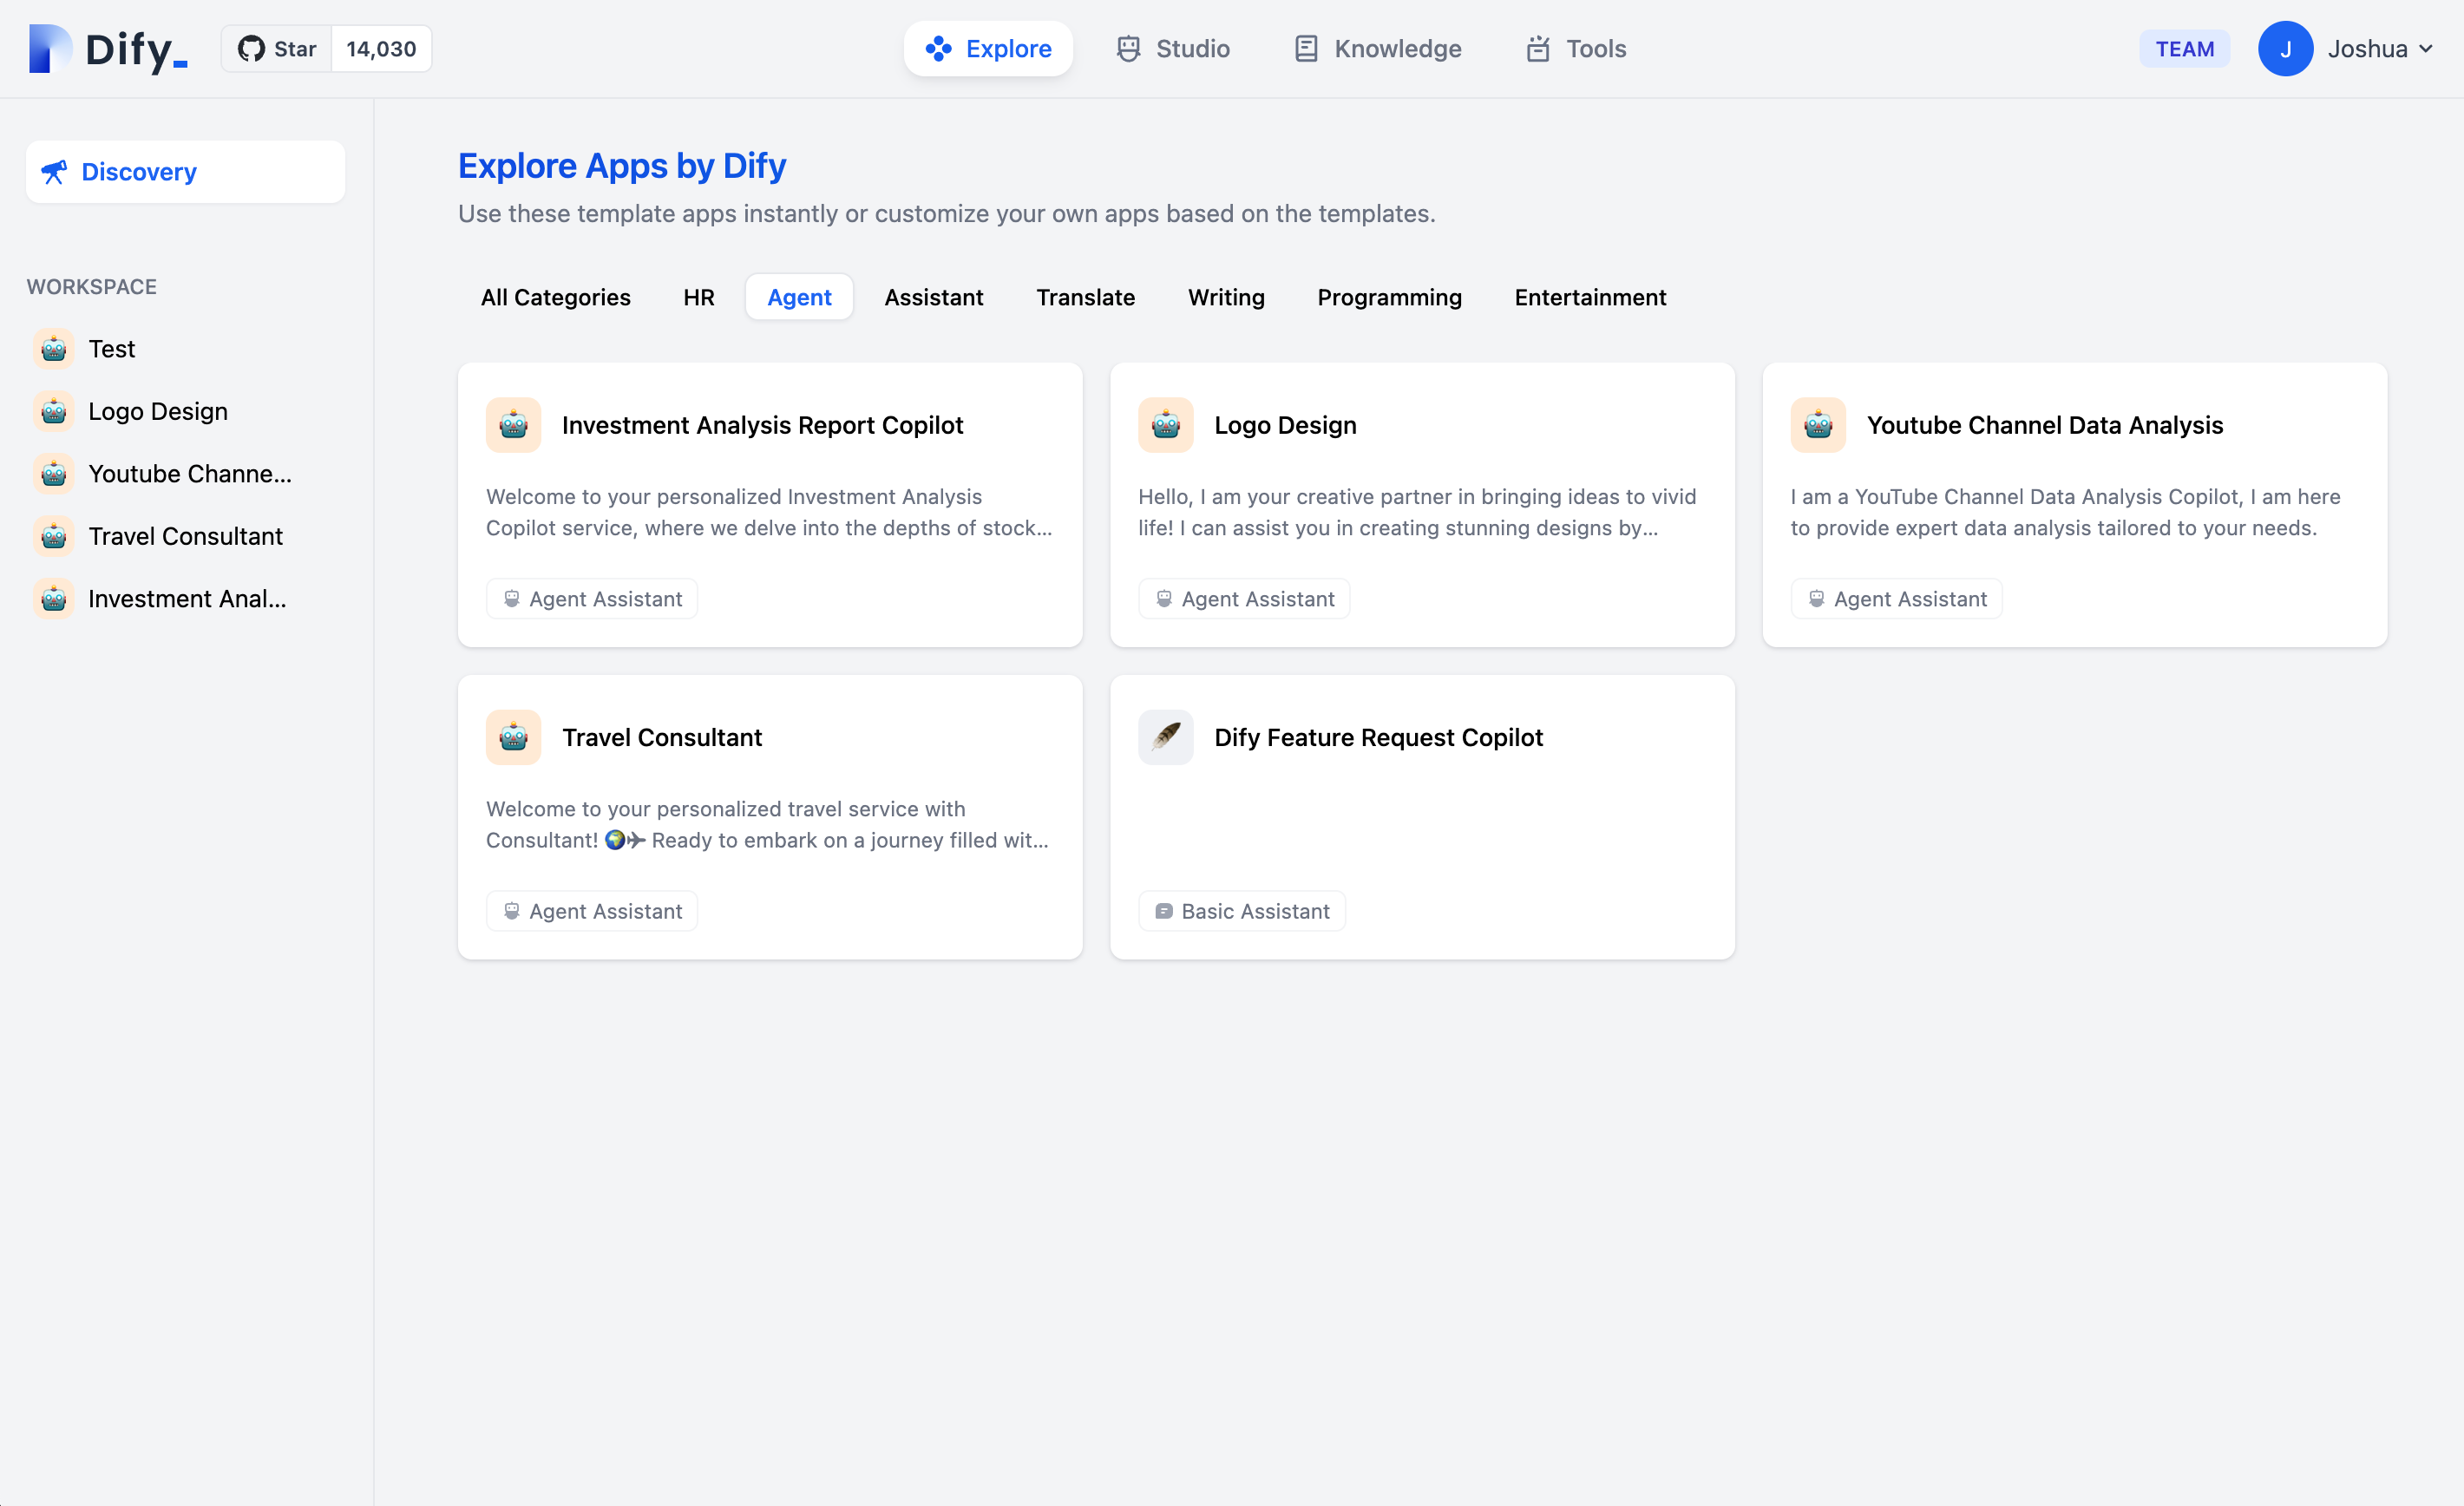 Dify_
Star 14,030
Explore
Studio
Knowledge
Tools
TEAM
J
Joshua
Discovery
WORKSPACE
Test
Logo Design
Youtube Channe...
Travel Consultant
Investment Anal...
Explore Apps by Dify
Use these template apps instantly or customize your own apps based on the templates.
All Categories
HR
Agent
Assistant
Translate
Writing
Programming
Entertainment
Investment Analysis Report Copilot
Welcome to your personalized Investment Analysis
Copilot service, where we delve into the depths of stock...
Agent Assistant
Logo Design
Hello, I am your creative partner in bringing ideas to vivid
life! I can assist you in creating stunning designs by...
Agent Assistant
Youtube Channel Data Analysis
I am a YouTube Channel Data Analysis Copilot, I am here
to provide expert data analysis tailored to your needs.
Agent Assistant
Travel Consultant
Welcome to your personalized travel service with
Consultant! 🌍✈ Ready to embark on a journey filled wit...
Agent Assistant
Dify Feature Request Copilot
Basic Assistant